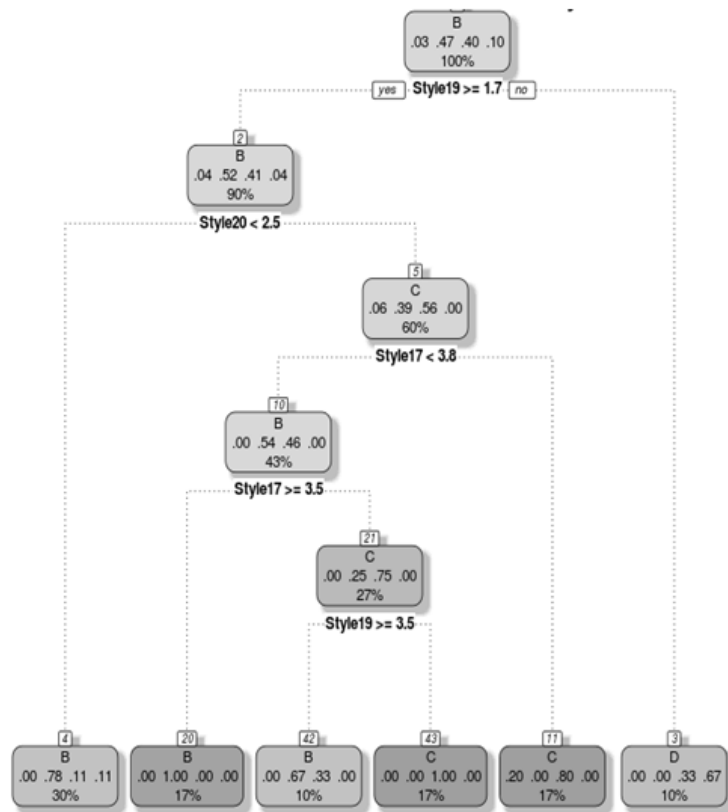 B
.03 .47 .40 .10
100%
yes Style19 >= 1.7 no
2
B
.04 .52 .41 .04
90%
Style20 < 2.5
5
C
.06 .39 .56 .00
60%
Style17 < 3.8
10
B
.00 .54 .46 .00
43%
Style17 >= 3.5
21
C
.00 .25 .75 .00
27%
Style19 >= 3.5
4
B
.00 .78 .11 .11
30%
20
B
.00 1.00 .00 .00
17%
42
B
.00 .67 .33 .00
10%
43
C
.00 .00 1.00 .00
17%
11
C
.20 .00 .80 .00
17%
3
D
.00 .00 .33 .67
10%